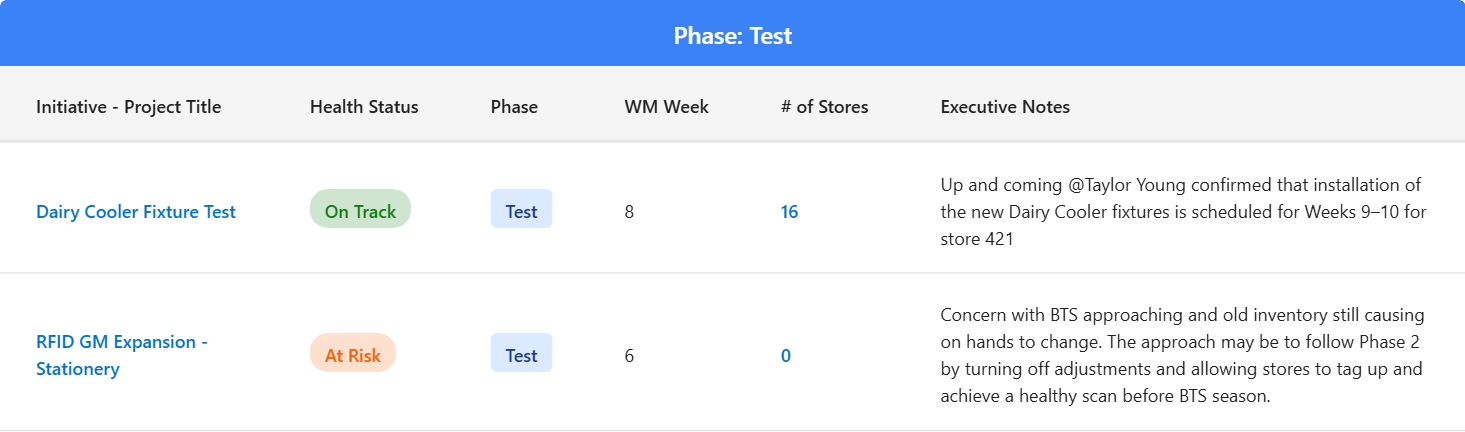 Phase: Test
Initiative - Project Title Health Status Phase WM Week # of Stores Executive Notes
Dairy Cooler Fixture Test On Track Test 8 16
Up and coming @Taylor Young confirmed that installation of
the new Dairy Cooler fixtures is scheduled for Weeks 9–10 for
store 421
RFID GM Expansion -
Stationery
At Risk Test 6 0
Concern with BTS approaching and old inventory still causing
on hands to change. The approach may be to follow Phase 2
by turning off adjustments and allowing stores to tag up and
achieve a healthy scan before BTS season.